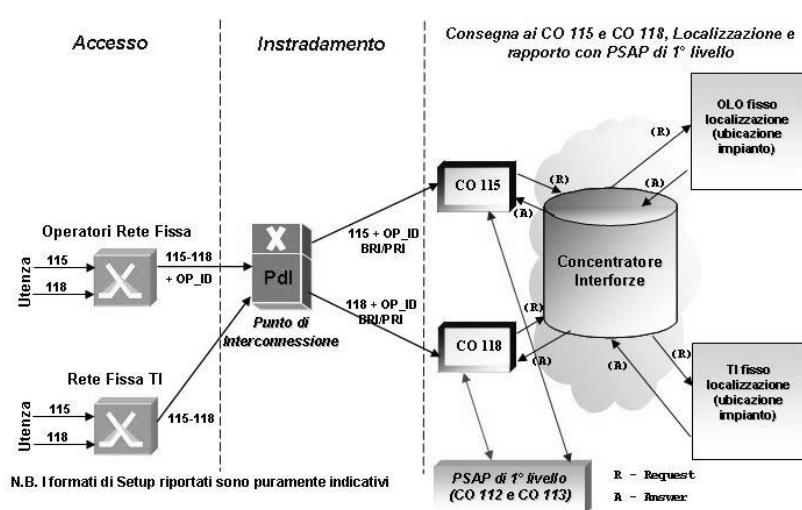 Accesso
Instradamento
Consegna ai CO 115 e CO 118, Localizzazione e
rapporto con PSAP di 1° livello
OLO fisso
localizzazione
(ubicazione
impianto)
(R)
(A)
CO 115
(R)
(A)
Operatori Rete Fissa
Utenza
115
118
115-118
+ OP_ID
PdI
Punto di
Interconnessione
115 + OP_ID
BRI/PRI
118 + OP_ID
BRI/PRI
Concentratore
Interforze
CO 118
(R)
(A)
(R)
(A)
TI fisso
localizzazione
(ubicazione
impianto)
Rete Fissa TI
Utenza
115
118
115-118
N.B. I formati di Setup riportati sono puramente indicativi
PSAP di 1° livello
(CO 112 e CO 113)
R - Request
A - Answer